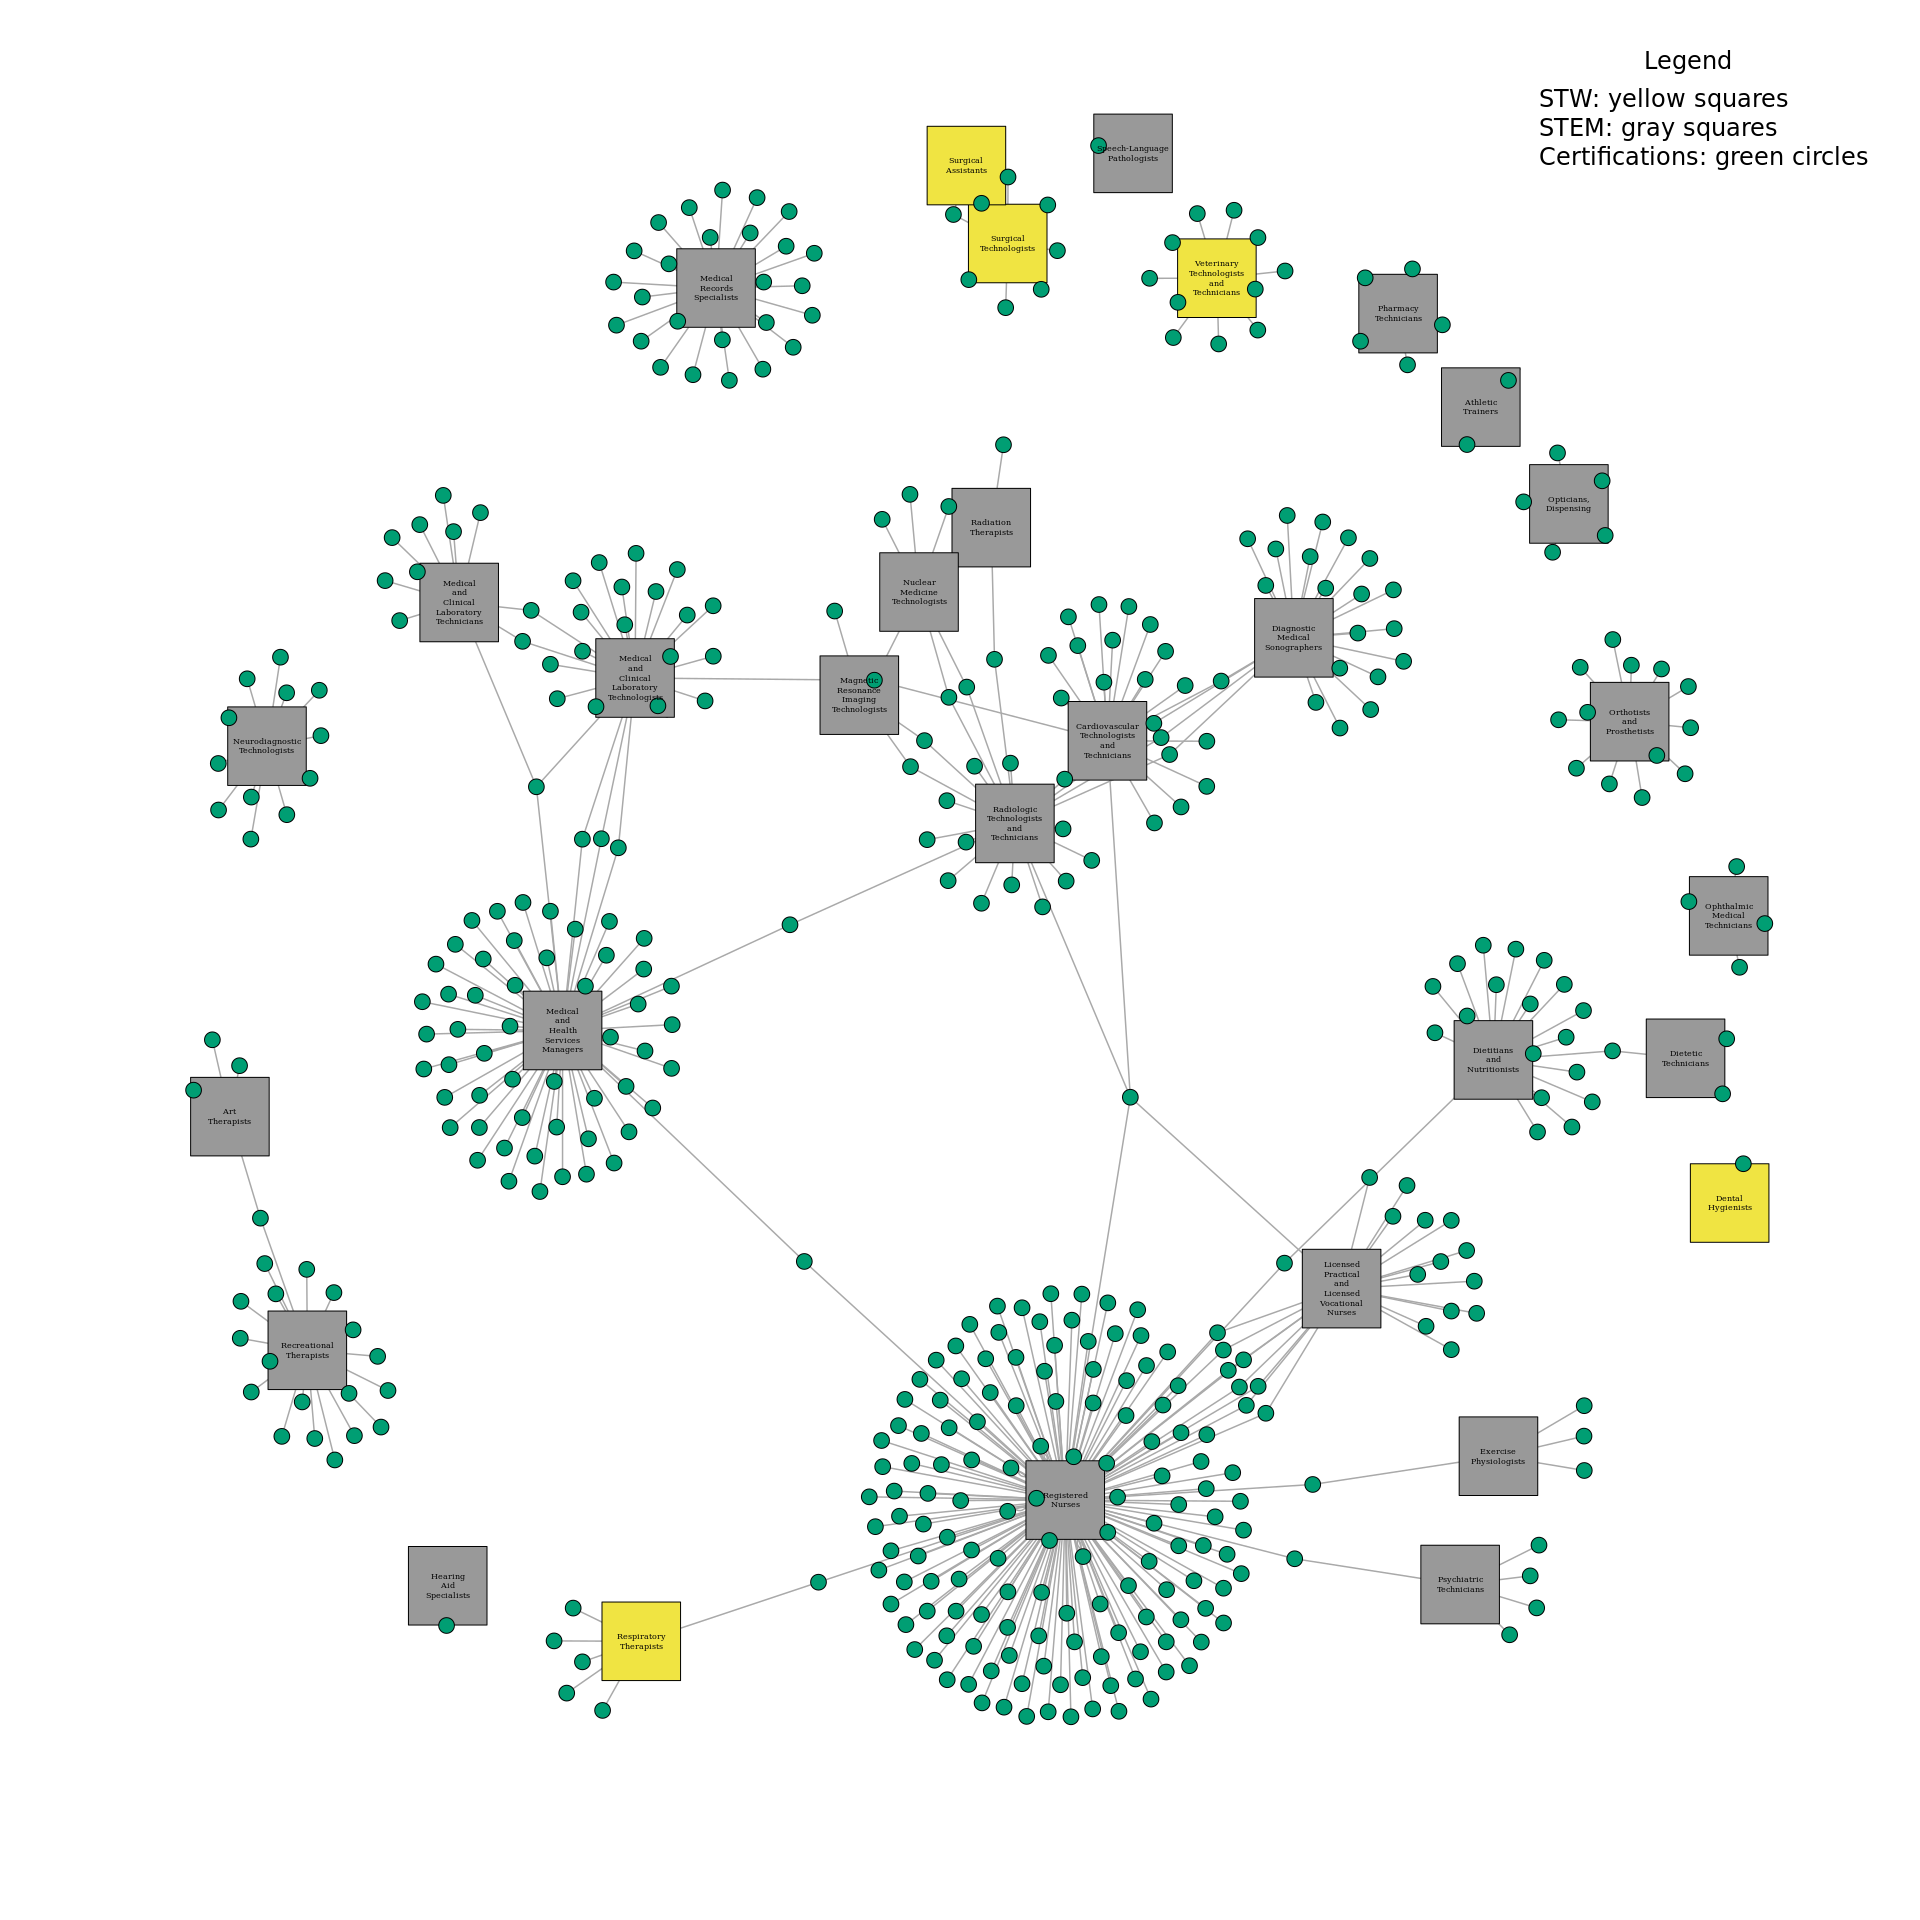 Legend
STW: yellow squares
STEM: gray squares
Certifications: green circles
Surgical
Assistants
Speech-Language
Pathologists
Surgical
Technologists
Veterinary
Technologists
and
Technicians
Medical
Records
Specialists
Pharmacy
Technicians
Athletic
Trainers
Opticians,
Dispensing
Radiation
Therapists
Nuclear
Medicine
Technologists
Medical
and
Clinical
Laboratory
Technicians
Diagnostic
Medical
Sonographers
Medical
and
Clinical
Laboratory
Technologists
Magnetic
Resonance
Imaging
Technologists
Orthotists
and
Prosthetists
Neurodiagnostic
Technologists
Cardiovascular
Technologists
and
Technicians
Radiologic
Technologists
and
Technicians
Ophthalmic
Medical
Technicians
Medical
and
Health
Services
Managers
Dietitians
and
Nutritionists
Dietetic
Technicians
Art
Therapists
Dental
Hygienists
Licensed
Practical
and
Licensed
Vocational
Nurses
Recreational
Therapists
Exercise
Physiologists
Registered
Nurses
Psychiatric
Technicians
Hearing
Aid
Specialists
Respiratory
Therapists